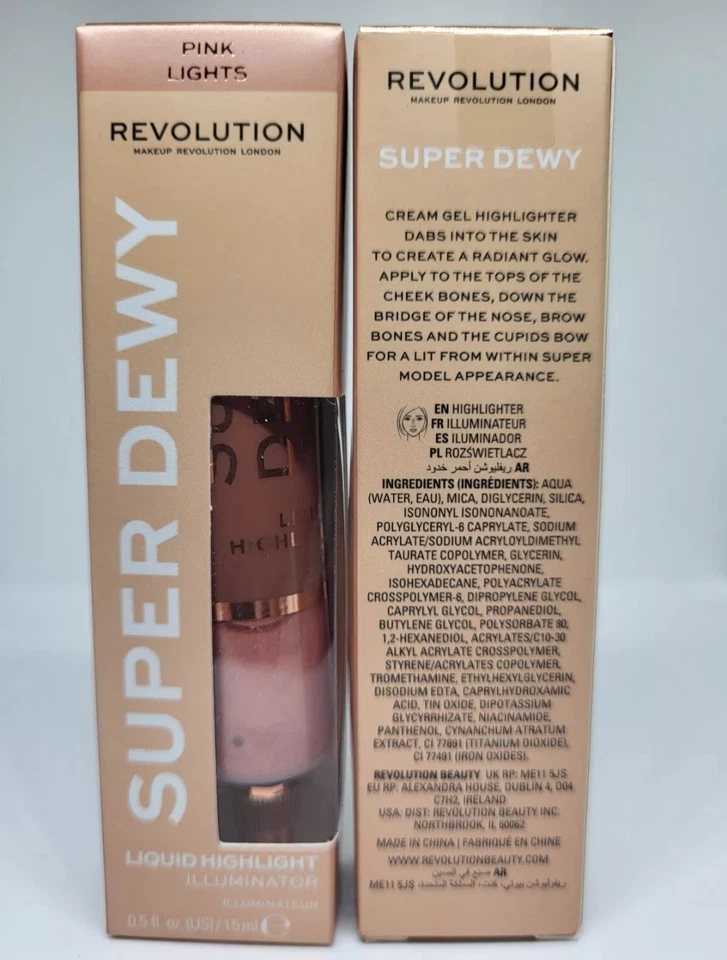 PINK
LIGHTS
REVOLUTION
MAKEUP REVOLUTION LONDON
SUPER DEWY
LIQUID HIGHLIGHT
ILLUMINATOR
ILLUMINATEUR
0.5 fl. oz (US) / 15 ml e
REVOLUTION
MAKEUP REVOLUTION LONDON
SUPER DEWY
CREAM GEL HIGHLIGHTER
DABS INTO THE SKIN
TO CREATE A RADIANT GLOW.
APPLY TO THE TOPS OF THE
CHEEK BONES, DOWN THE
BRIDGE OF THE NOSE, BROW
BONES AND THE CUPIDS BOW
FOR A LIT FROM WITHIN SUPER
MODEL APPEARANCE.
EN HIGHLIGHTER
FR ILLUMINATEUR
ES ILUMINADOR
PL ROZŚWIETLACZ
AR ريفليوشن أحمر خدود
INGREDIENTS (INGRÉDIENTS): AQUA
(WATER, EAU), MICA, DIGLYCERIN, SILICA,
ISONONYL ISONONANOATE,
POLYGLYCERYL-6 CAPRYLATE, SODIUM
ACRYLATE/SODIUM ACRYLOYLDIMETHYL
TAURATE COPOLYMER, GLYCERIN,
HYDROXYACETOPHENONE,
ISOHEXADECANE, POLYACRYLATE
CROSSPOLYMER-6, DIPROPYLENE GLYCOL,
CAPRYLYL GLYCOL, PROPANEDIOL,
BUTYLENE GLYCOL, POLYSORBATE 80,
1,2-HEXANEDIOL, ACRYLATES/C10-30
ALKYL ACRYLATE CROSSPOLYMER,
STYRENE/ACRYLATES COPOLYMER,
TROMETHAMINE, ETHYLHEXYLGLYCERIN,
DISODIUM EDTA, CAPRYLHYDROXAMIC
ACID, TIN OXIDE, DIPOTASSIUM
GLYCYRRHIZATE, NIACINAMIDE,
PANTHENOL, CYNANCHUM ATRATUM
EXTRACT, CI 77891 (TITANIUM DIOXIDE),
CI 77491 (IRON OXIDES).
REVOLUTION BEAUTY UK RP: ME11 5JS
EU RP: ALEXANDRA HOUSE, DUBLIN 4, D04
C7H2, IRELAND
USA: DIST: REVOLUTION BEAUTY INC.
NORTHBROOK, IL 60062
MADE IN CHINA | FABRIQUÉ EN CHINE
WWW.REVOLUTIONBEAUTY.COM
AR صنع في الصين
ريفليوشن بيوتي، كنت، المملكة المتحدة، ME11 5JS